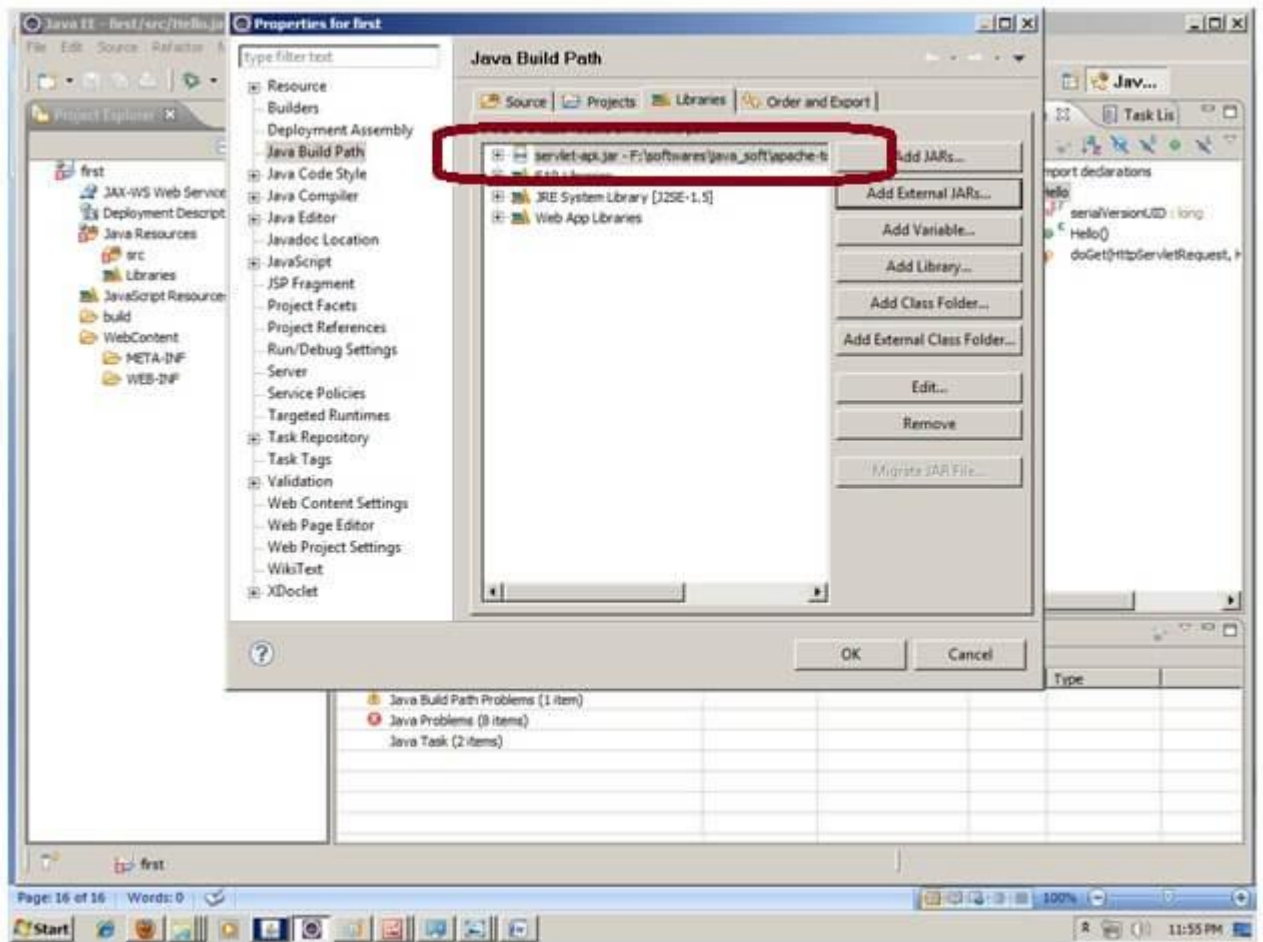 Java EE - first/src/Hello.ja
Properties for first
File Edit Source Refactor
type filter text
Java Build Path
Resource
Builders
Deployment Assembly
Java Build Path
Java Code Style
Java Compiler
Java Editor
Javadoc Location
JavaScript
JSP Fragment
Project Facets
Project References
Run/Debug Settings
Server
Service Policies
Targeted Runtimes
Task Repository
Task Tags
Validation
Web Content Settings
Web Page Editor
Web Project Settings
WikiText
XDoclet
Source Projects Libraries Order and Export
servlet-api.jar - F:\softwares\java_soft\apache-t
EAR Libraries
JRE System Library [J2SE-1.5]
Web App Libraries
Add JARs...
Add External JARs...
Add Variable...
Add Library...
Add Class Folder...
Add External Class Folder...
Edit...
Remove
Migrate JAR File...
OK
Cancel
Project Explorer
first
JAX-WS Web Service
Deployment Descript
Java Resources
src
Libraries
JavaScript Resource
build
WebContent
META-INF
WEB-INF
Jav...
Task Lis
mport declarations
Hello
serialVersionUID : long
Hello()
doGet(HttpServletRequest, H
Type
Java Build Path Problems (1 item)
Java Problems (8 items)
Java Task (2 items)
first
Page: 16 of 16 Words: 0
100%
Start
11:55 PM